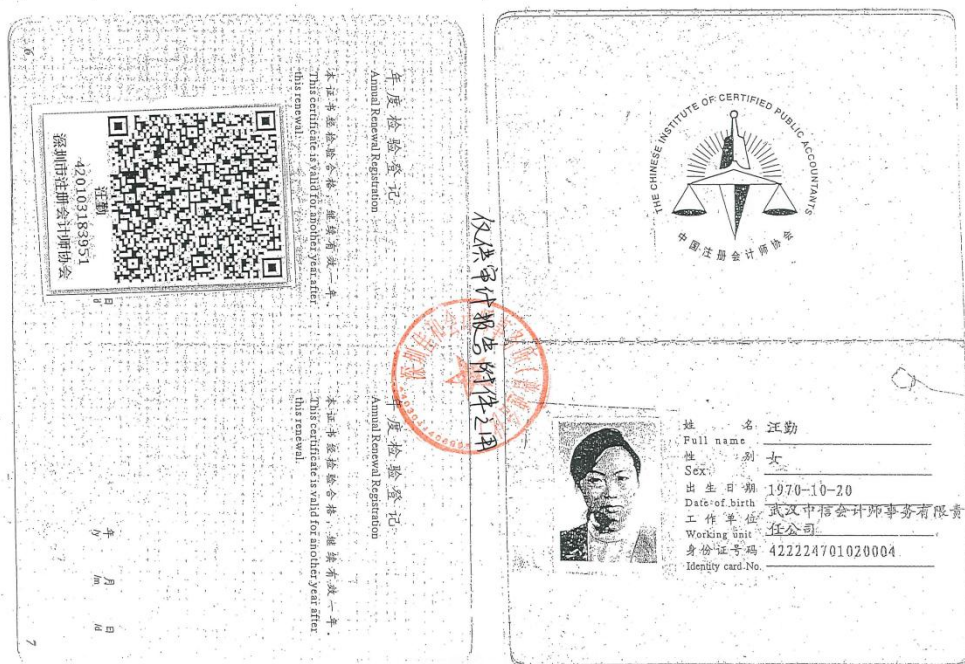 6
年度检验登记
Annual Renewal Registration
本证书经检验合格,继续有效一年。
This certificate is valid for another year after
this renewal.
汪勤
420103183951
深圳市注册会计师协会
日
/d
年度检验登记
Annual Renewal Registration
本证书经检验合格,继续有效一年。
This certificate is valid for another year after
this renewal.
年 月 日
/y /m /d
7
仅供审计报告附件之用
THE CHINESE INSTITUTE OF CERTIFIED PUBLIC ACCOUNTANTS
中国注册会计师协会
姓 名 汪勤
Full name
性 别 女
Sex
出生日期 1970-10-20
Date of birth
工作单位 武汉中信会计师事务有限责
Working unit 任公司
身份证号码 422224701020004
Identity card No.